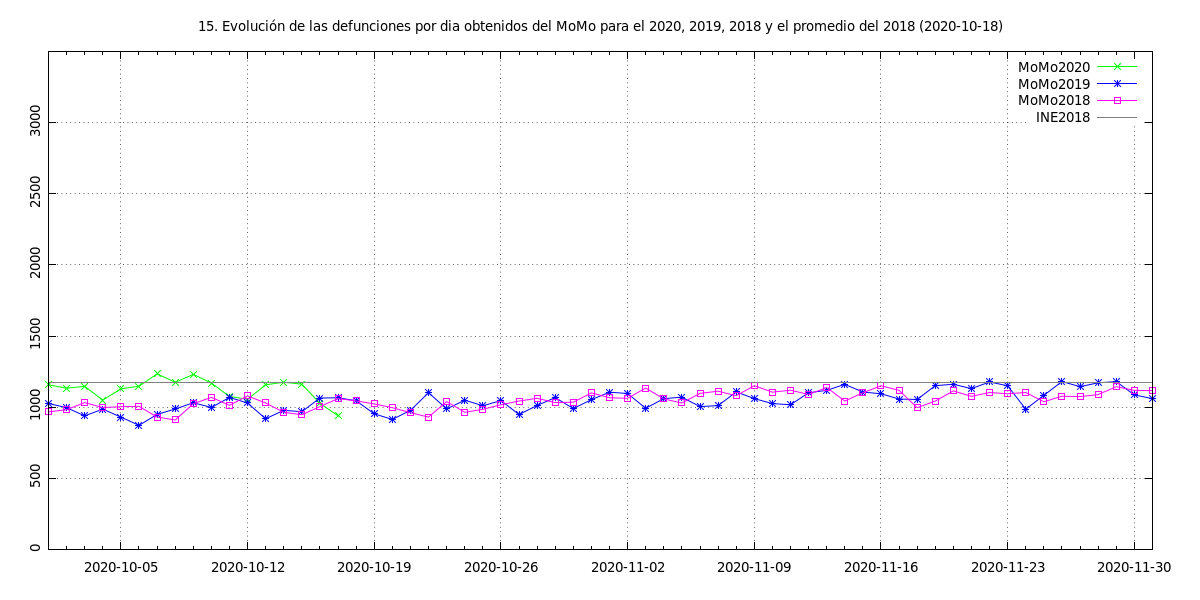 15. Evolución de las defunciones por dia obtenidos del MoMo para el 2020, 2019, 2018 y el promedio del 2018 (2020-10-18)
MoMo2020
MoMo2019
MoMo2018
INE2018
3000
2500
2000
1500
1000
500
0
2020-10-05 2020-10-12 2020-10-19 2020-10-26 2020-11-02 2020-11-09 2020-11-16 2020-11-23 2020-11-30